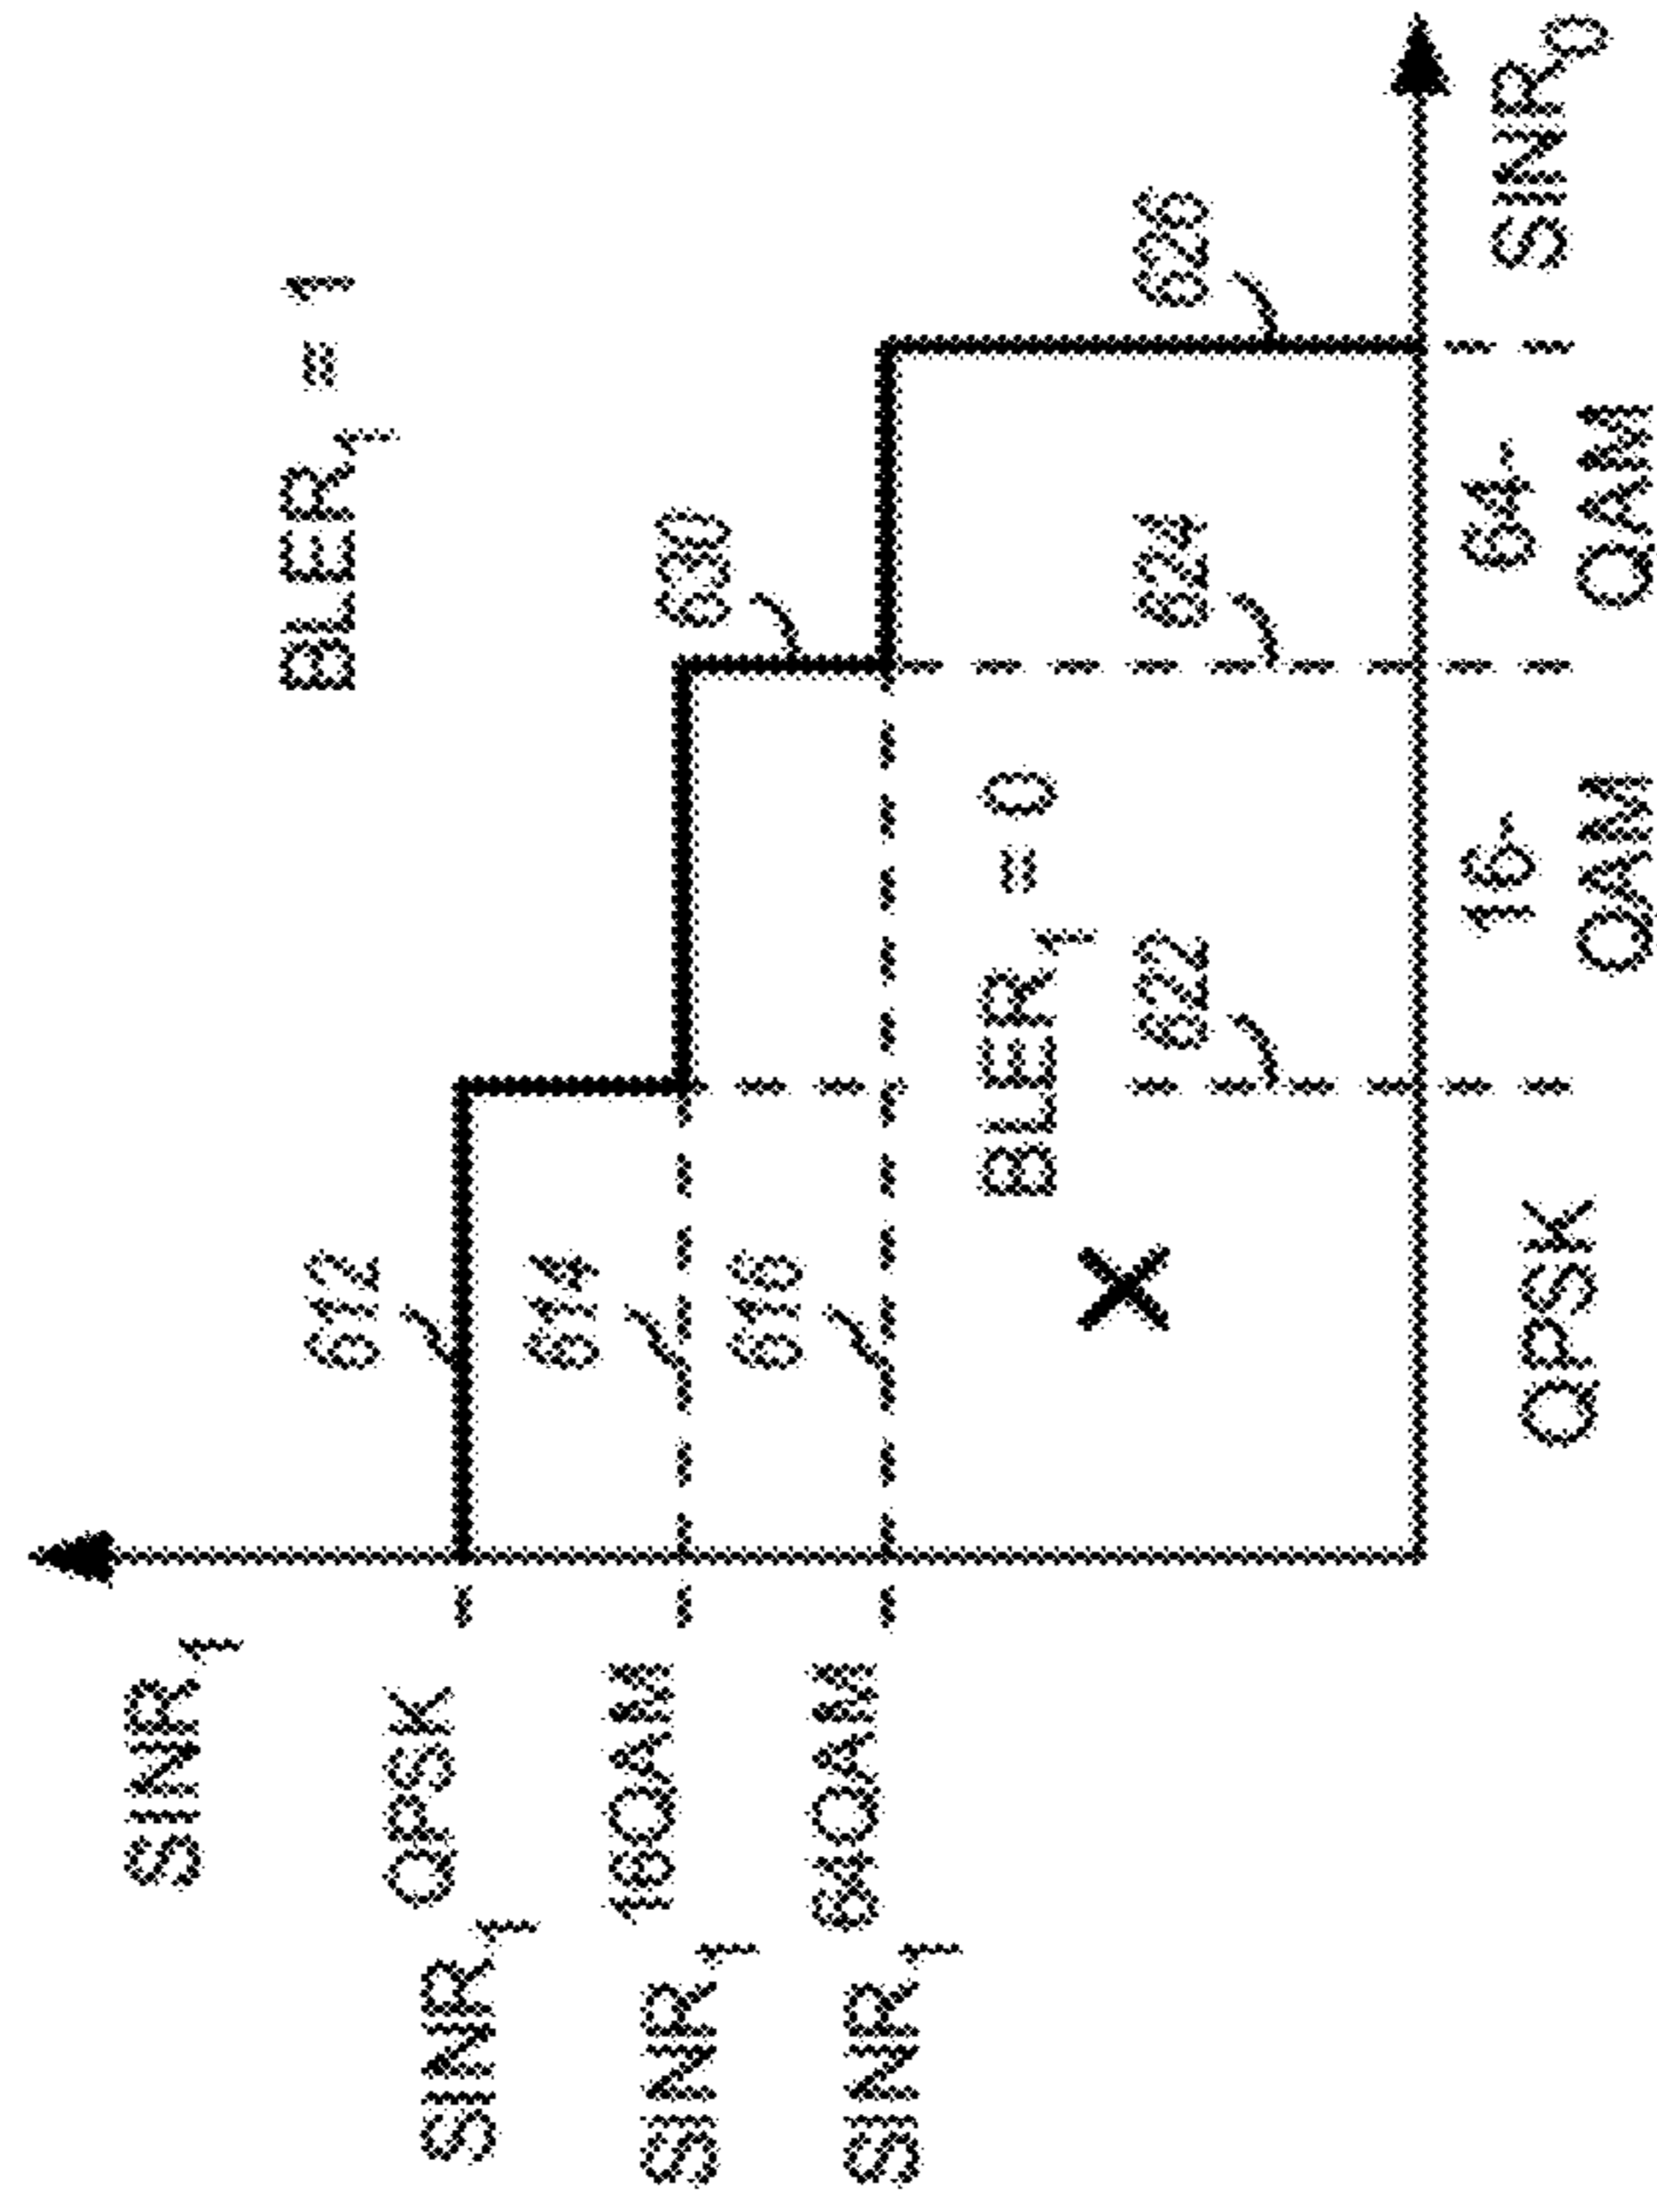 SINR₁
BLER₁ = 1
612
SINR₁ QPSK
614
SINR₁ 16QAM
630
616
SINR₁ 64QAM
BLER₁ = 0
622
624
626
QPSK
16-
QAM
64-
QAM
SINR₀